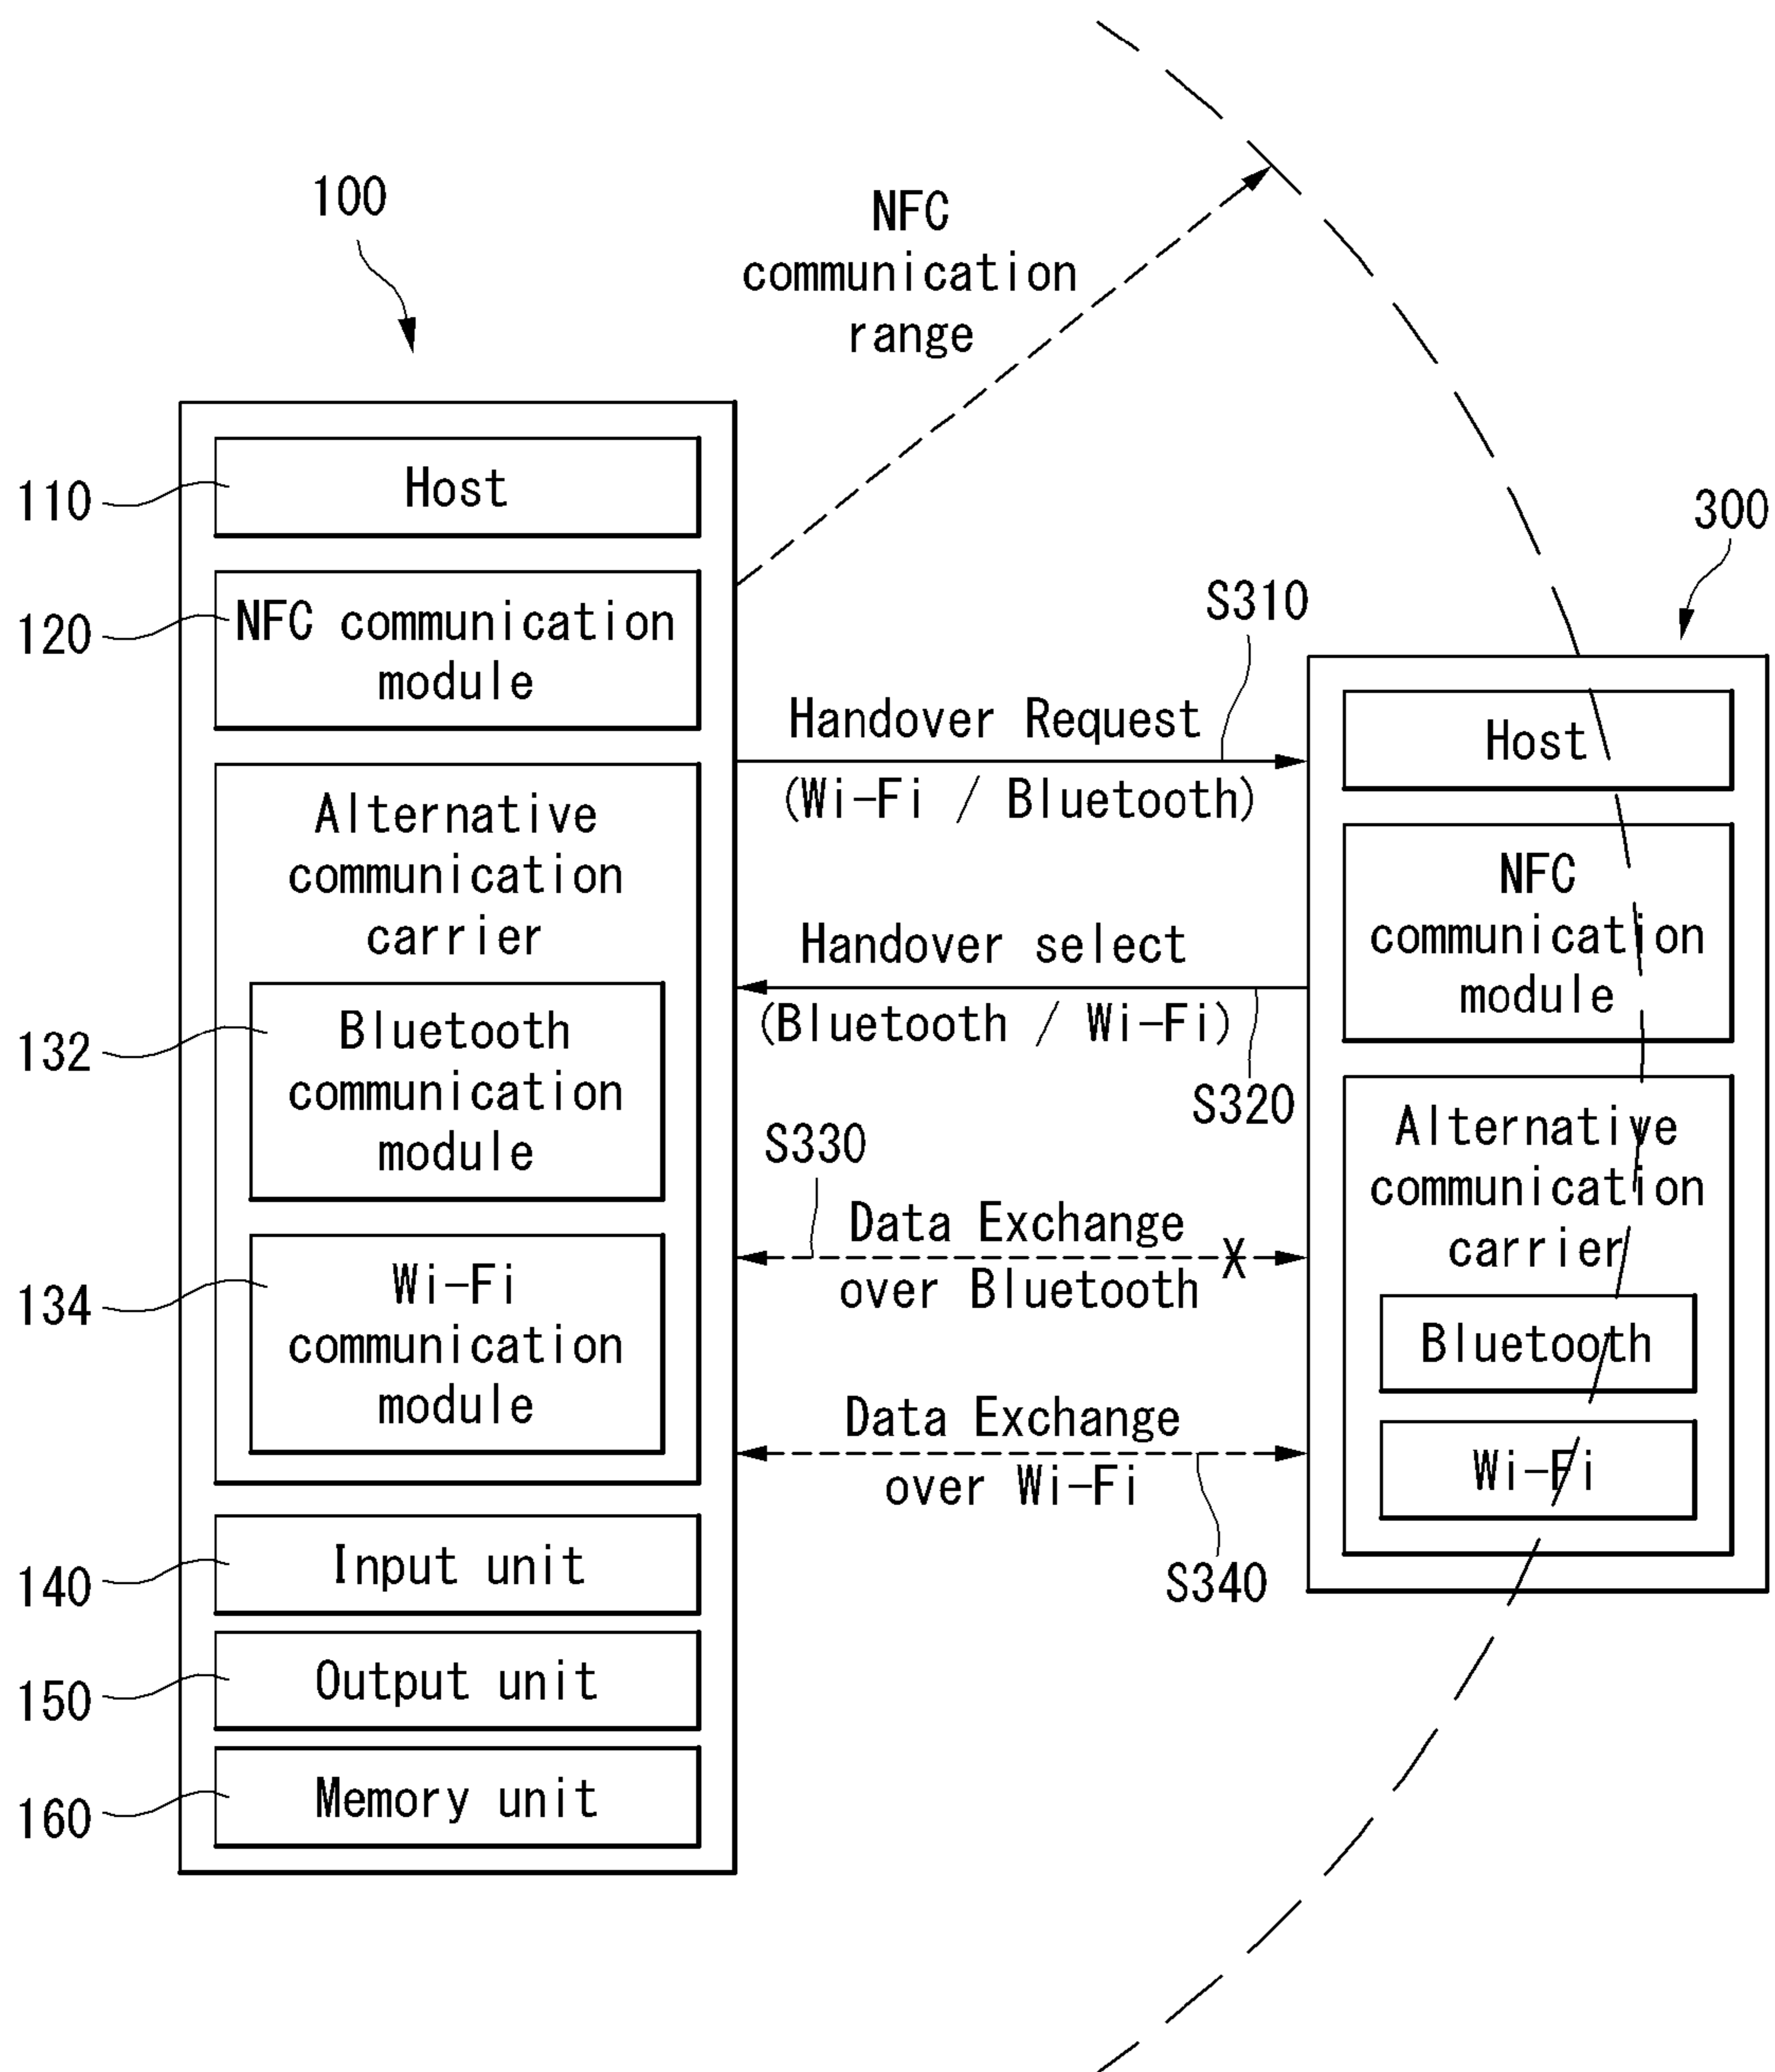 100
NFC
communication
range
110
Host
300
120
NFC communication
module
S310
Handover Request
(Wi-Fi / Bluetooth)
Host
Alternative
communication
carrier
NFC
communication
module
Handover select
(Bluetooth / Wi-Fi)
S320
132
Bluetooth
communication
module
S330
Data Exchange
over Bluetooth
X
Alternative
communication
carrier
134
Wi-Fi
communication
module
Bluetooth
Data Exchange
over Wi-Fi
Wi-Fi
S340
140
Input unit
150
Output unit
160
Memory unit